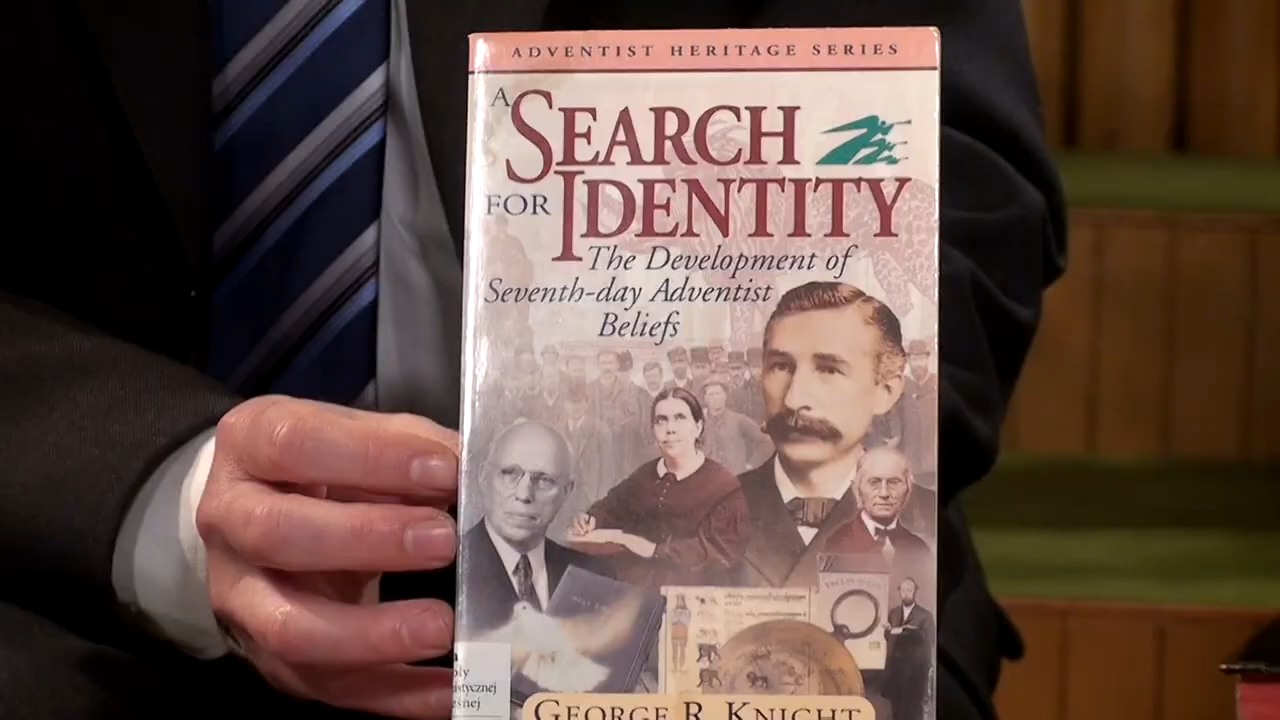 ADVENTIST HERITAGE SERIES
A SEARCH
FOR IDENTITY
The Development of
Seventh-day Adventist
Beliefs
GEORGE R. KNIGHT